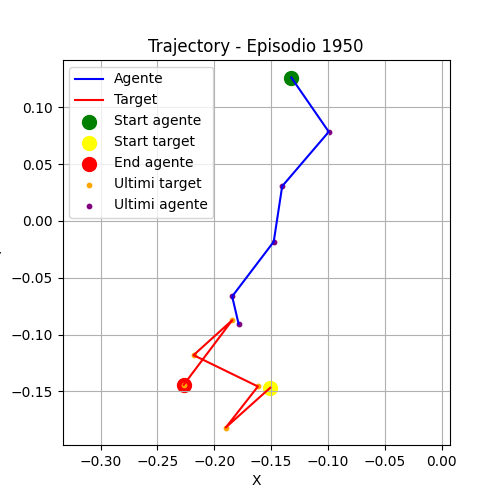 Trajectory - Episodio 1950
Agente
Target
Start agente
Start target
End agente
Ultimi target
Ultimi agente
0.10
0.05
0.00
−0.05
−0.10
−0.15
−0.30
−0.25
−0.20
−0.15
−0.10
−0.05
0.00
X